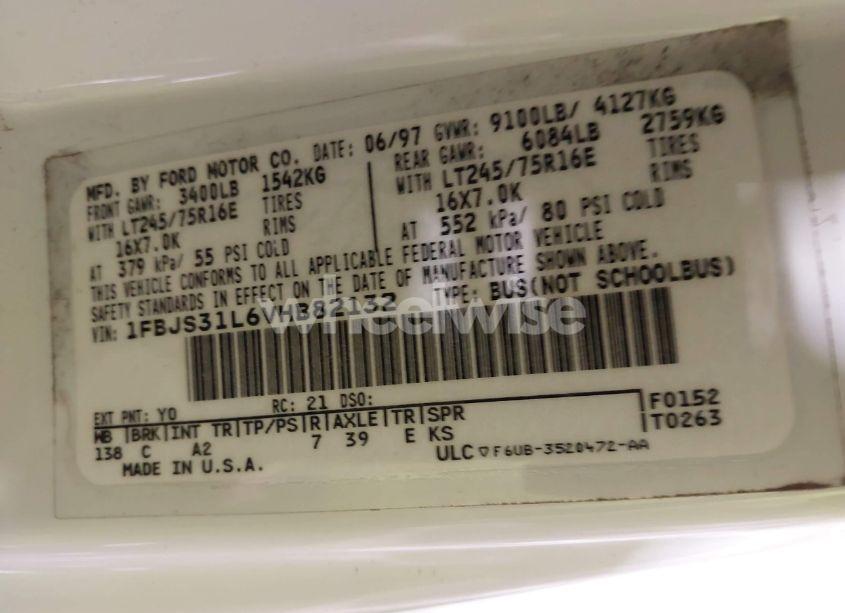 MFD. BY FORD MOTOR CO. DATE: 06/97 GVWR: 9100LB/ 4127KG
FRONT GAWR: 3400LB 1542KG REAR GAWR: 6084LB 2759KG
WITH LT245/75R16E TIRES WITH LT245/75R16E TIRES
16X7.0K RIMS 16X7.0K RIMS
AT 379 kPa/ 55 PSI COLD AT 552 kPa/ 80 PSI COLD
THIS VEHICLE CONFORMS TO ALL APPLICABLE FEDERAL MOTOR VEHICLE
SAFETY STANDARDS IN EFFECT ON THE DATE OF MANUFACTURE SHOWN ABOVE.
VIN: 1FBJS31L6VHB82132 TYPE: BUS(NOT SCHOOLBUS)
wheelwise
EXT PNT: YO RC: 21 DSO: F0152
WB BRK INT TR TP/PS R AXLE TR SPR T0263
138 C A2 7 39 E KS
MADE IN U.S.A. ULC F6UB-3520472-AA